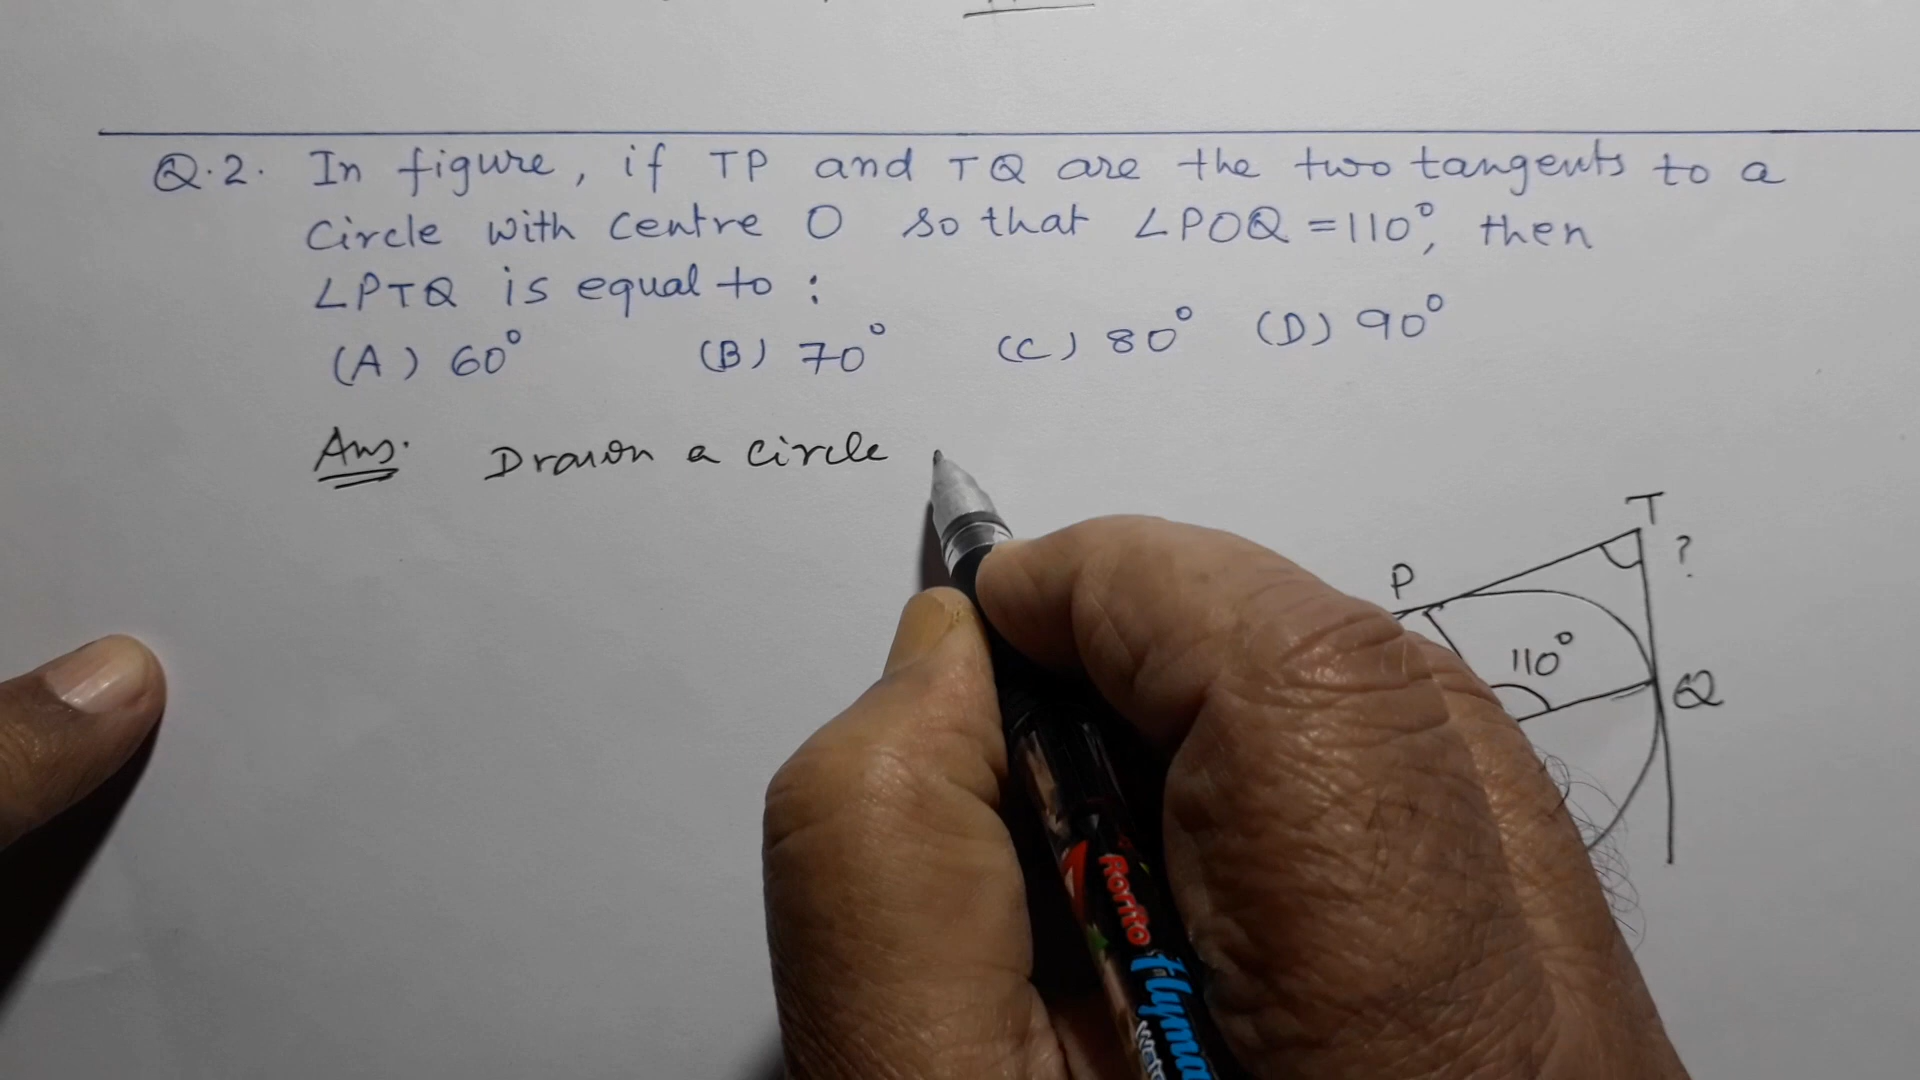 Q.2. In figure, if TP and TQ are the two tangents to a
Circle with Centre O so that ∠POQ = 110°, then
∠PTQ is equal to :
(A) 60° (B) 70° (C) 80° (D) 90°
Ans. Drawn a circle
T
?
P
110°
Q
Rorito